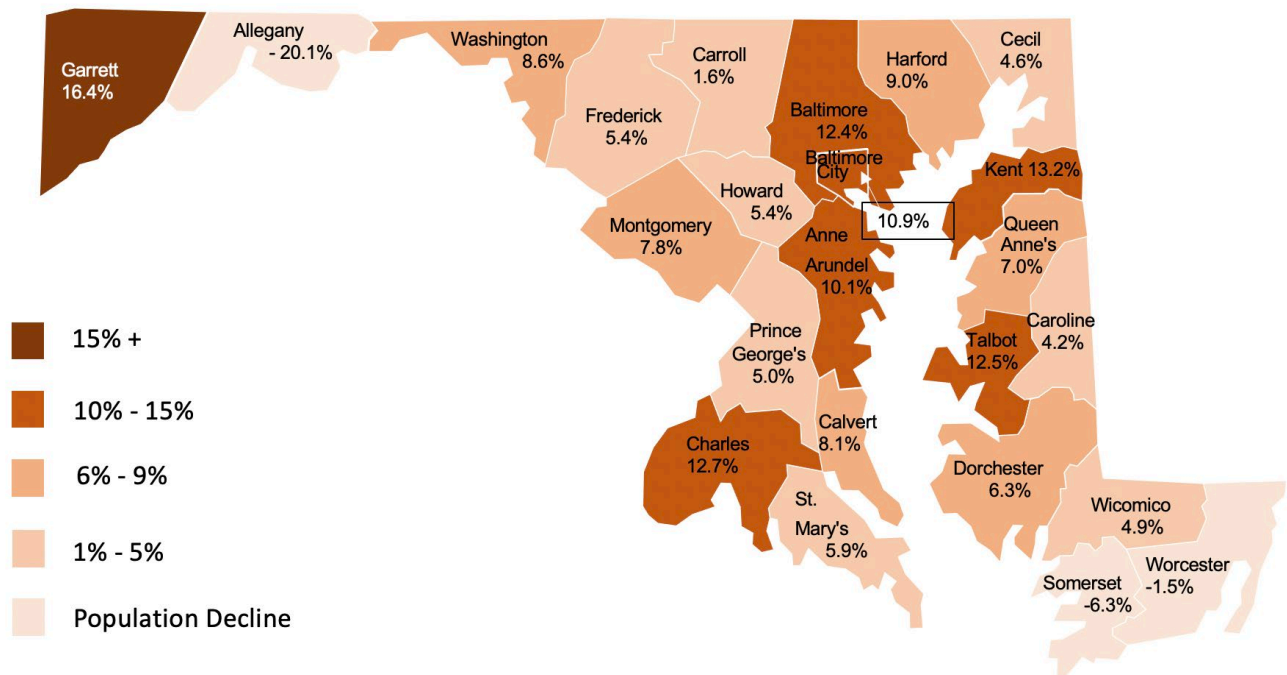 Allegany
- 20.1%
Garrett
16.4%
Washington
8.6%
Frederick
5.4%
Carroll
1.6%
Baltimore
12.4%
Baltimore
City
10.9%
Harford
9.0%
Cecil
4.6%
Kent 13.2%
Howard
5.4%
Montgomery
7.8%
Anne
Arundel
10.1%
Queen
Anne's
7.0%
Prince
George's
5.0%
Talbot
12.5%
Caroline
4.2%
Charles
12.7%
Calvert
8.1%
St.
Mary's
5.9%
Dorchester
6.3%
Wicomico
4.9%
Somerset
-6.3%
Worcester
-1.5%
15% +
10% - 15%
6% - 9%
1% - 5%
Population Decline